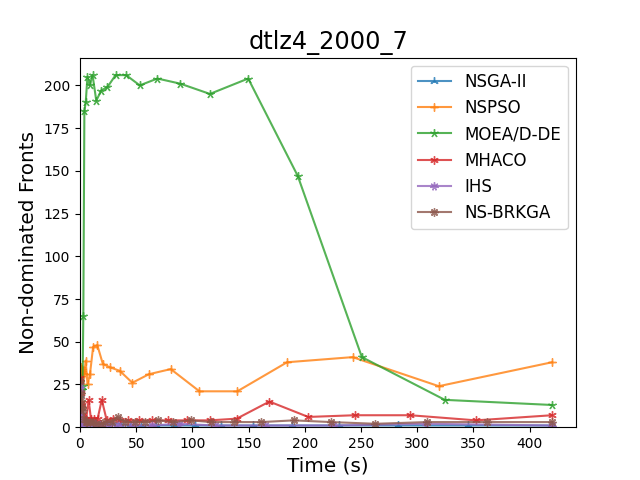 dtlz4_2000_7
Non-dominated Fronts
200
175
150
125
100
75
50
25
0
0 50 100 150 200 250 300 350 400
Time (s)
NSGA-II
NSPSO
MOEA/D-DE
MHACO
IHS
NS-BRKGA